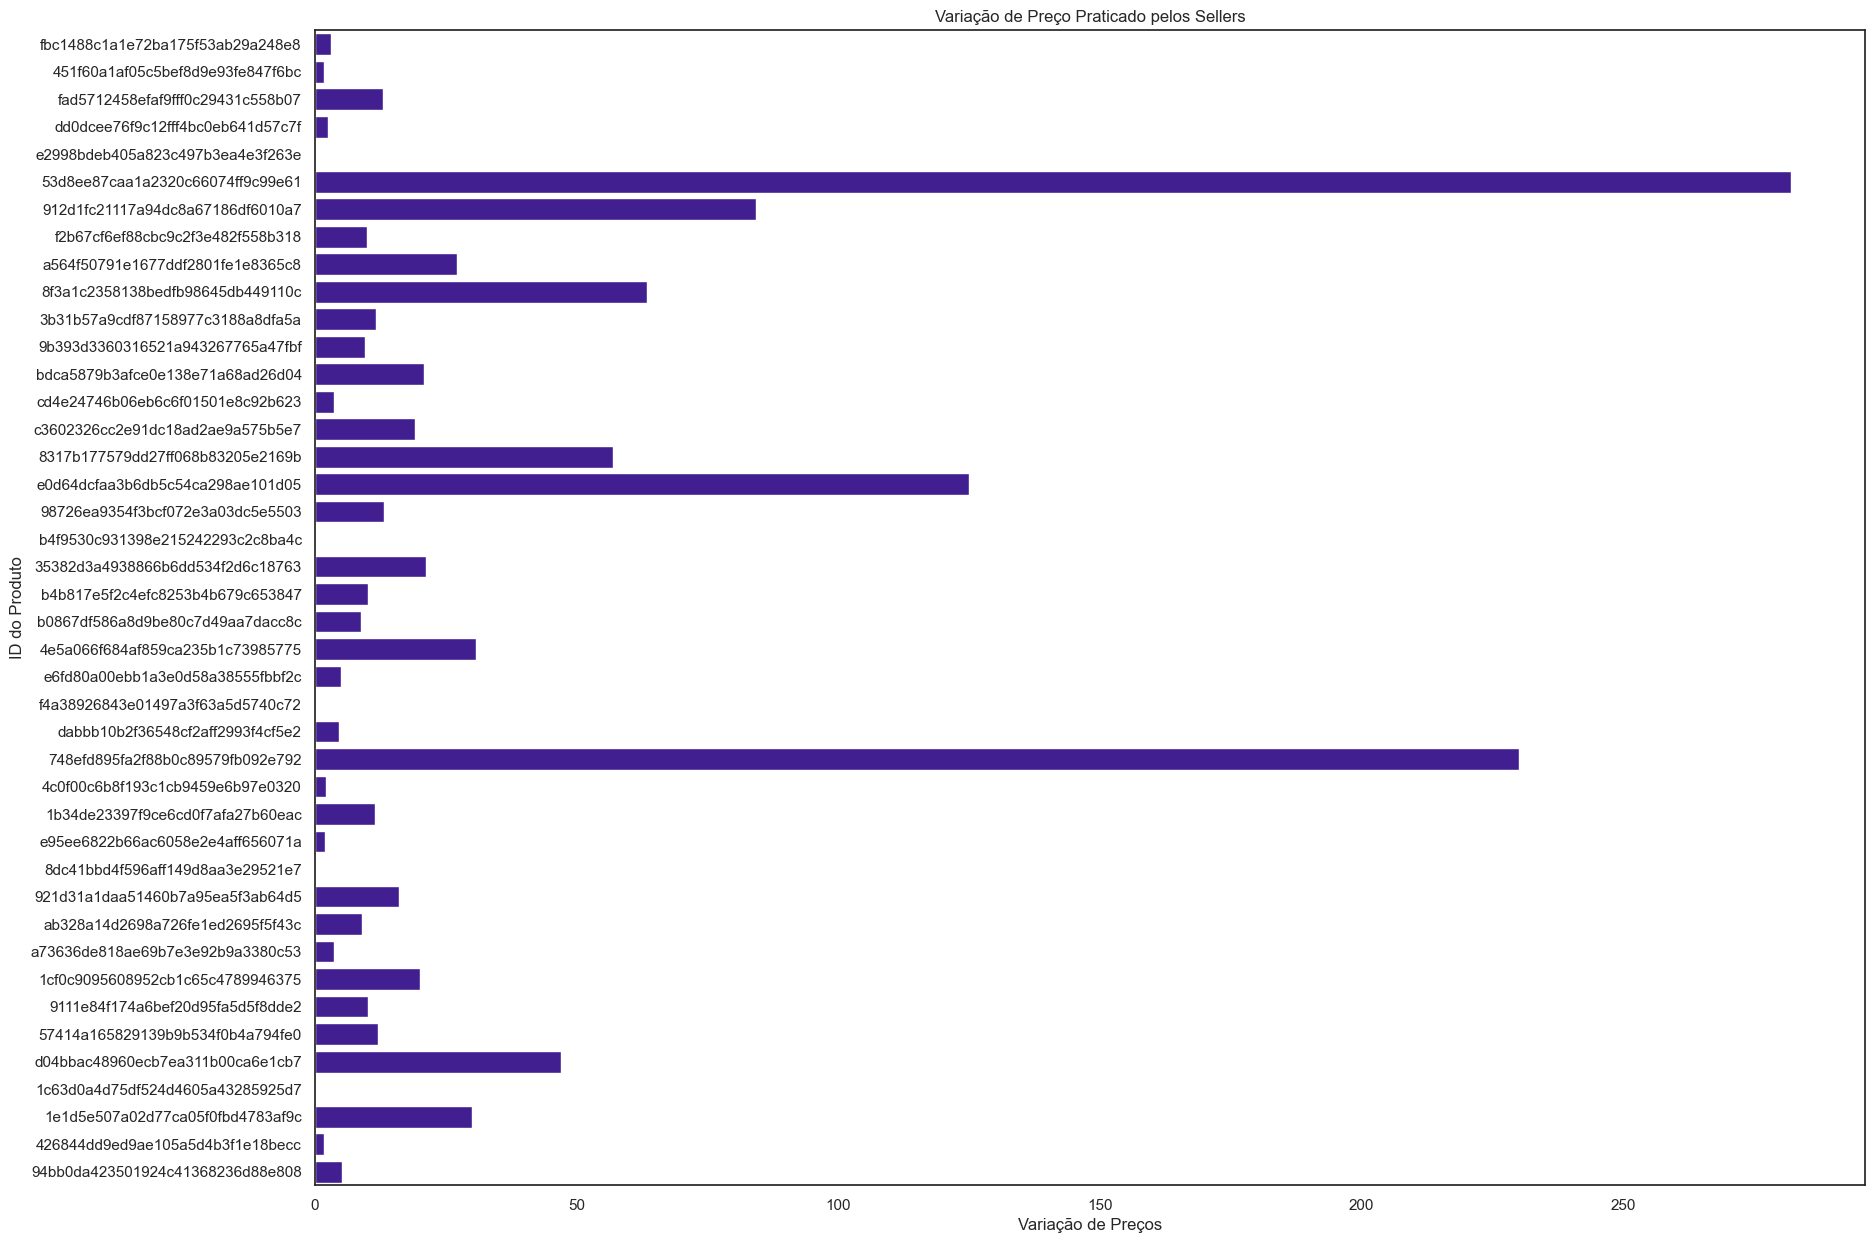 Variação de Preço Praticado pelos Sellers
fbc1488c1a1e72ba175f53ab29a248e8
451f60a1af05c5bef8d9e93fe847f6bc
fad5712458efaf9fff0c29431c558b07
dd0dcee76f9c12fff4bc0eb641d57c7f
e2998bdeb405a823c497b3ea4e3f263e
53d8ee87caa1a2320c66074ff9c99e61
912d1fc21117a94dc8a67186df6010a7
f2b67cf6ef88cbc9c2f3e482f558b318
a564f50791e1677ddf2801fe1e8365c8
8f3a1c2358138bedfb98645db449110c
3b31b57a9cdf87158977c3188a8dfa5a
9b393d3360316521a943267765a47fbf
bdca5879b3afce0e138e71a68ad26d04
cd4e24746b06eb6c6f01501e8c92b623
c3602326cc2e91dc18ad2ae9a575b5e7
8317b177579dd27ff068b83205e2169b
e0d64dcfaa3b6db5c54ca298ae101d05
98726ea9354f3bcf072e3a03dc5e5503
b4f9530c931398e215242293c2c8ba4c
35382d3a4938866b6dd534f2d6c18763
b4b817e5f2c4efc8253b4b679c653847
b0867df586a8d9be80c7d49aa7dacc8c
4e5a066f684af859ca235b1c73985775
e6fd80a00ebb1a3e0d58a38555fbbf2c
f4a38926843e01497a3f63a5d5740c72
dabbb10b2f36548cf2aff2993f4cf5e2
748efd895fa2f88b0c89579fb092e792
4c0f00c6b8f193c1cb9459e6b97e0320
1b34de23397f9ce6cd0f7afa27b60eac
e95ee6822b66ac6058e2e4aff656071a
8dc41bbd4f596aff149d8aa3e29521e7
921d31a1daa51460b7a95ea5f3ab64d5
ab328a14d2698a726fe1ed2695f5f43c
a73636de818ae69b7e3e92b9a3380c53
1cf0c9095608952cb1c65c4789946375
9111e84f174a6bef20d95fa5d5f8dde2
57414a165829139b9b534f0b4a794fe0
d04bbac48960ecb7ea311b00ca6e1cb7
1c63d0a4d75df524d4605a43285925d7
1e1d5e507a02d77ca05f0fbd4783af9c
426844dd9ed9ae105a5d4b3f1e18becc
94bb0da423501924c41368236d88e808
ID do Produto
0 50 100 150 200 250
Variação de Preços